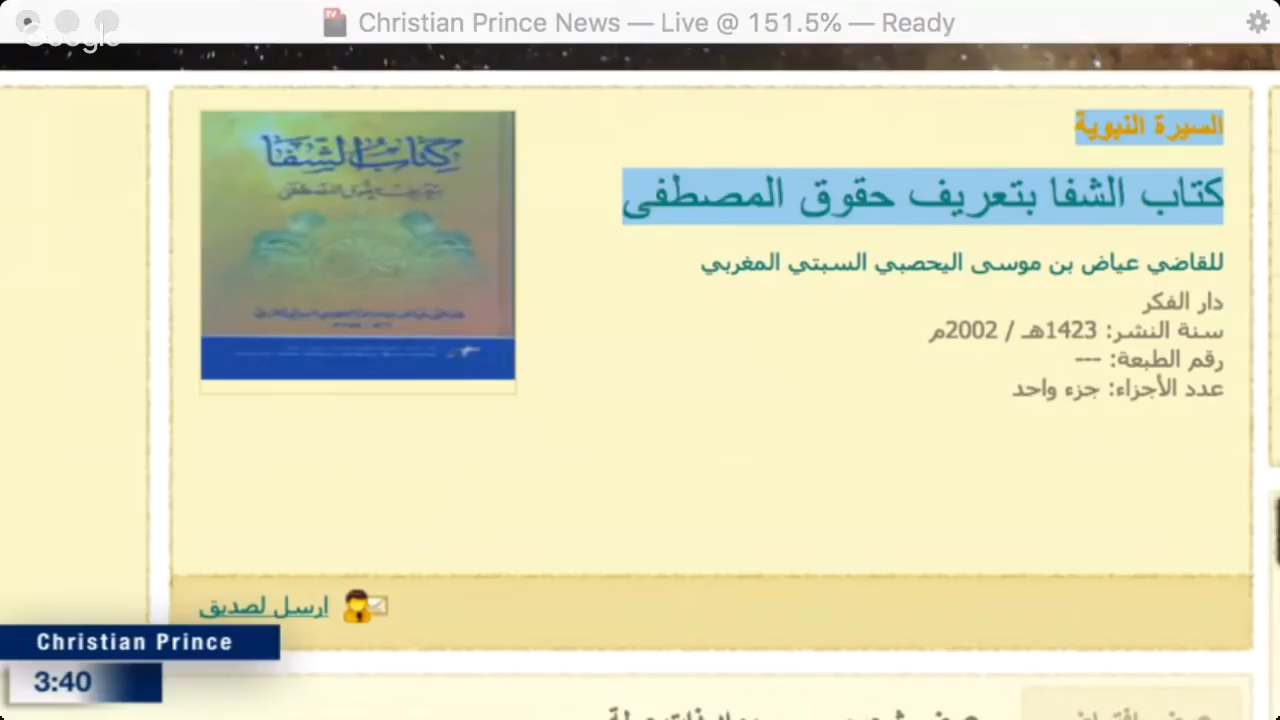 Christian Prince News — Live @ 151.5% — Ready
Google
السيرة النبوية
كتاب الشفا بتعريف حقوق المصطفى
للقاضي عياض بن موسى اليحصبي السبتي المغربي
دار الفكر
سنة النشر: 1423هـ / 2002م
رقم الطبعة: ---
عدد الأجزاء: جزء واحد
كتاب الشفا
ارسل لصديق
Christian Prince
3:40